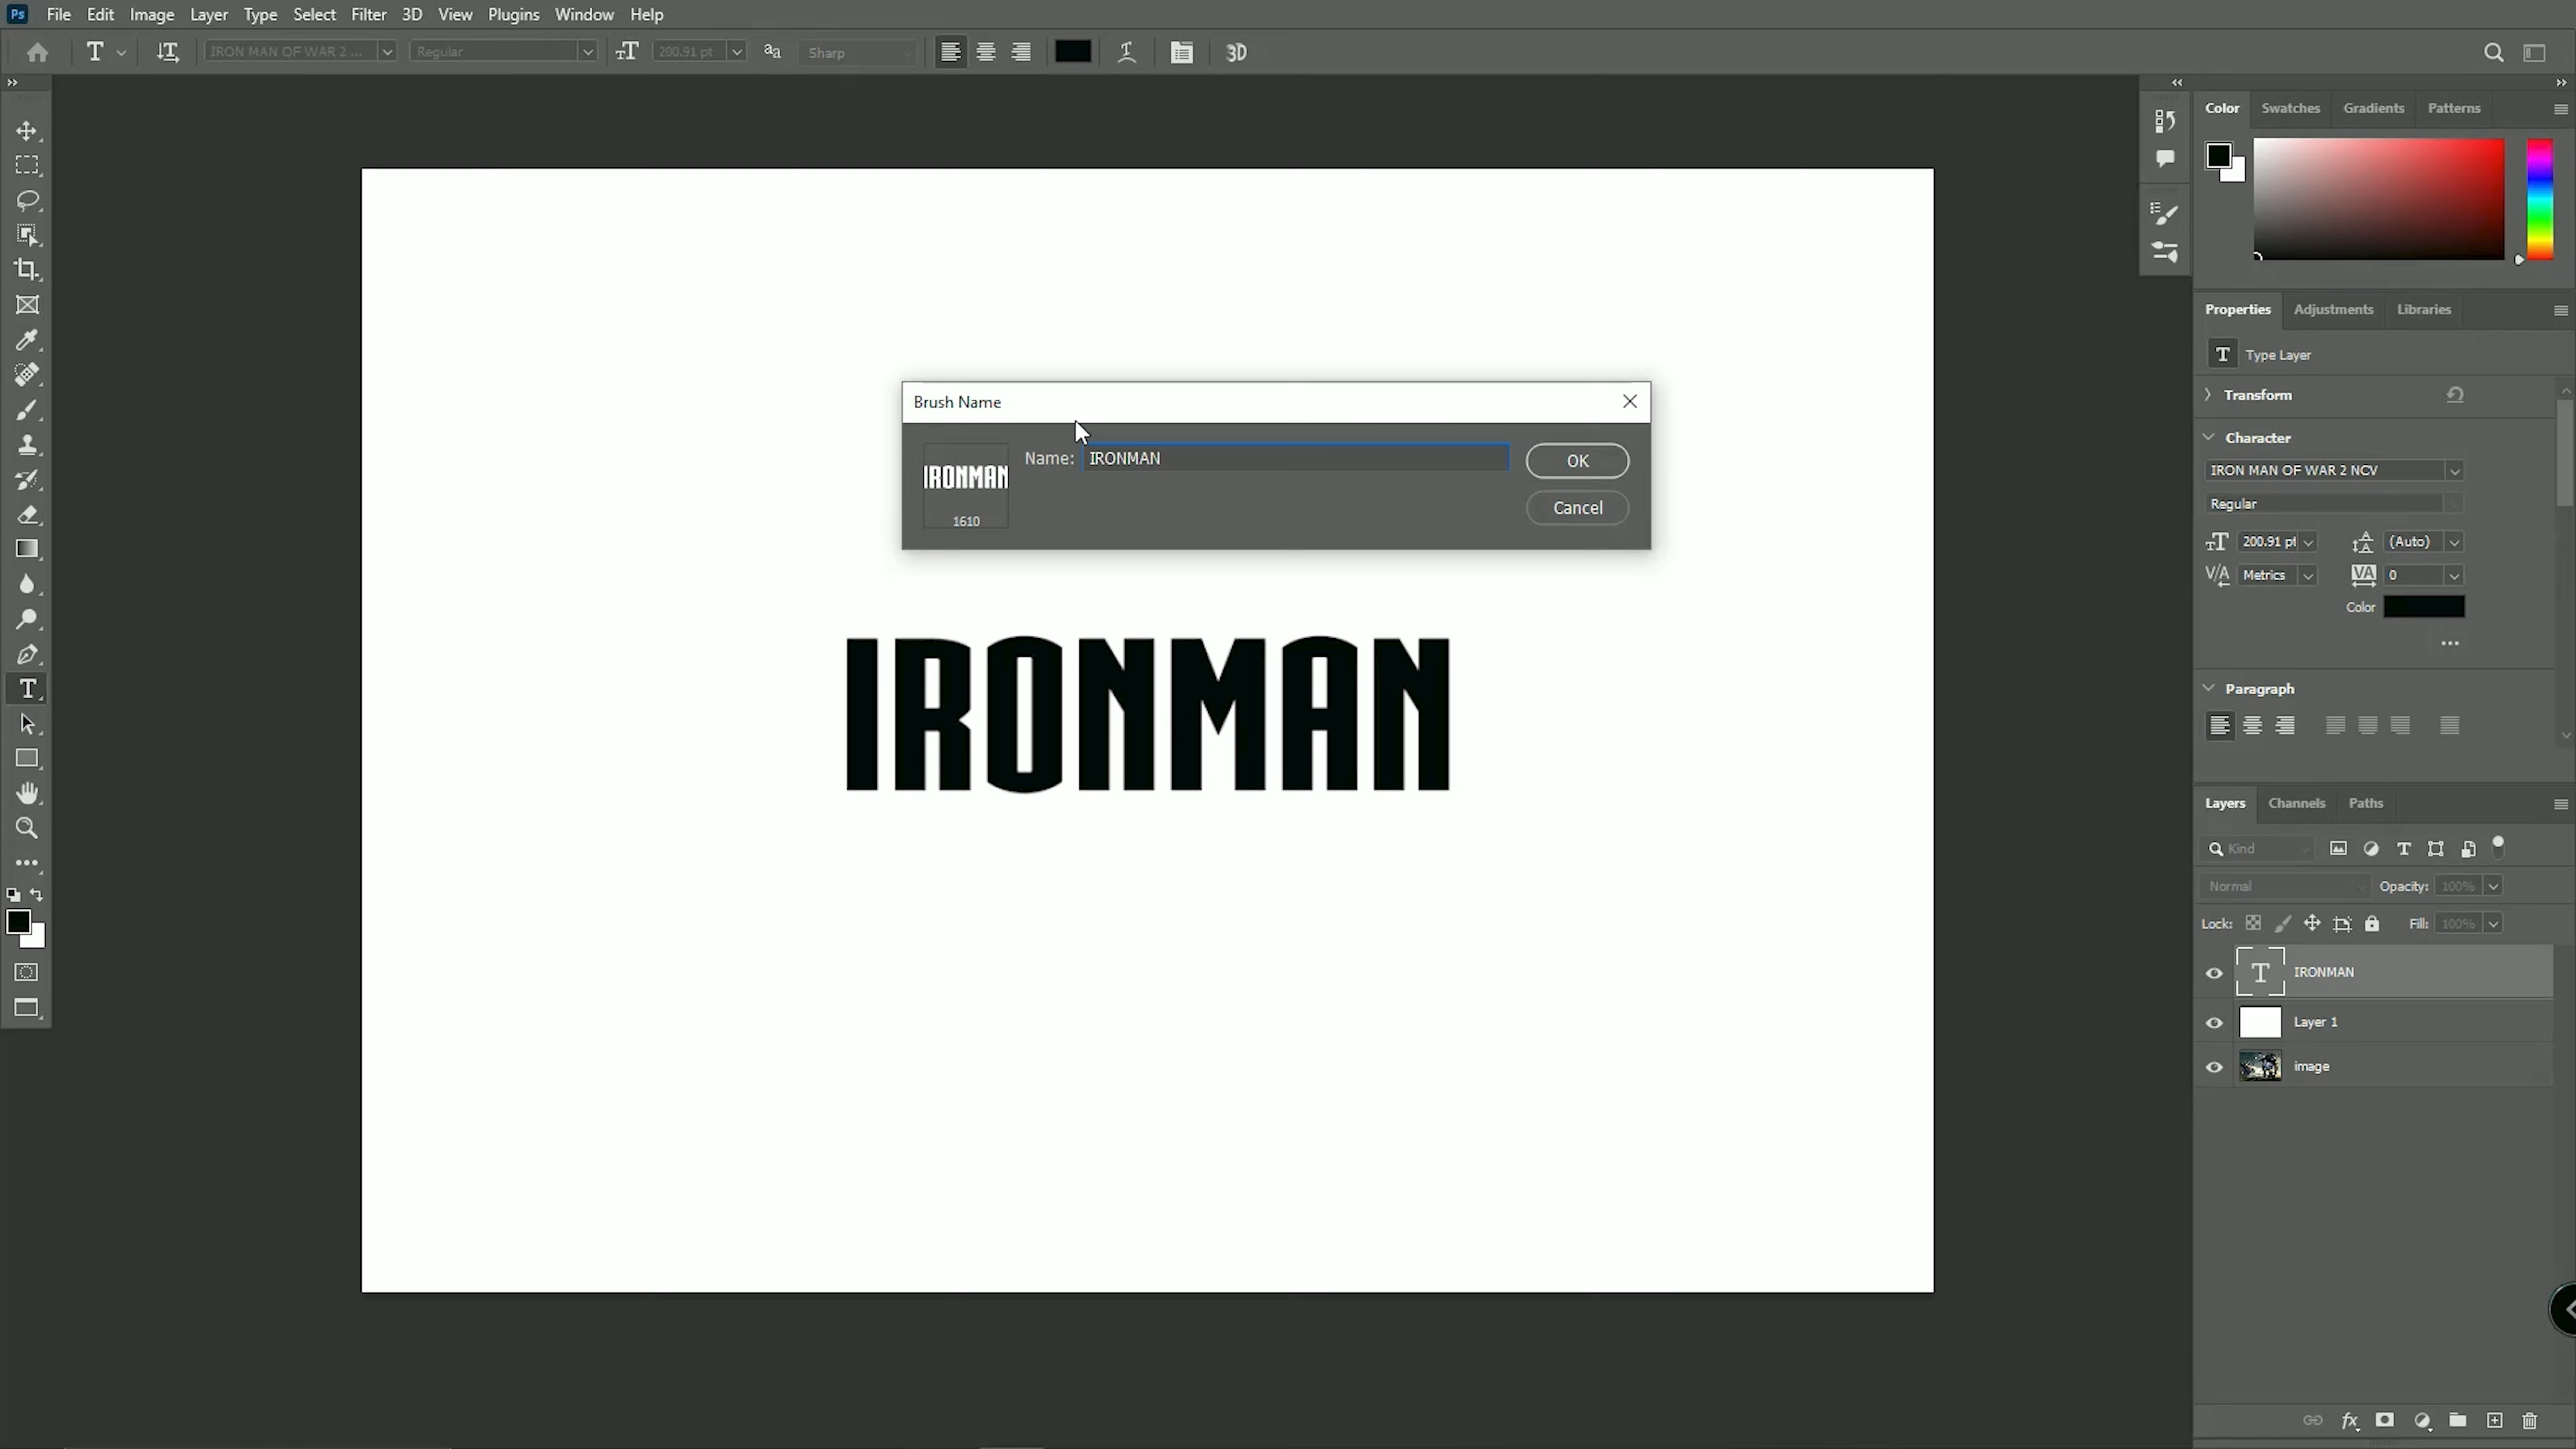 Ps File Edit Image Layer Type Select Filter 3D View Plugins Window Help
T IRON MAN OF WAR 2 ... Regular 200.91 pt aa Sharp 3D
Color Swatches Gradients Patterns
Properties Adjustments Libraries
T Type Layer
Transform
Character
IRON MAN OF WAR 2 NCV
Regular
200.91 pt (Auto)
Metrics 0
Color
Paragraph
Brush Name
Name: IRONMAN OK
IRONMAN
Cancel
1610
IRONMAN
Layers Channels Paths
Kind
Normal Opacity: 100%
Lock: Fill: 100%
T IRONMAN
Layer 1
image
fx